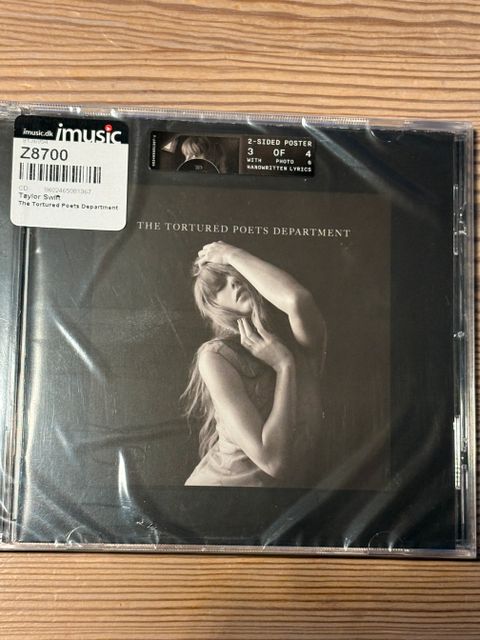 imusic.dk imusic
Z8700
CD
Taylor Swift
The Tortured Poets Department
2-SIDED POSTER
3 OF 4
WITH PHOTO &
HANDWRITTEN LYRICS
THE TORTURED POETS DEPARTMENT